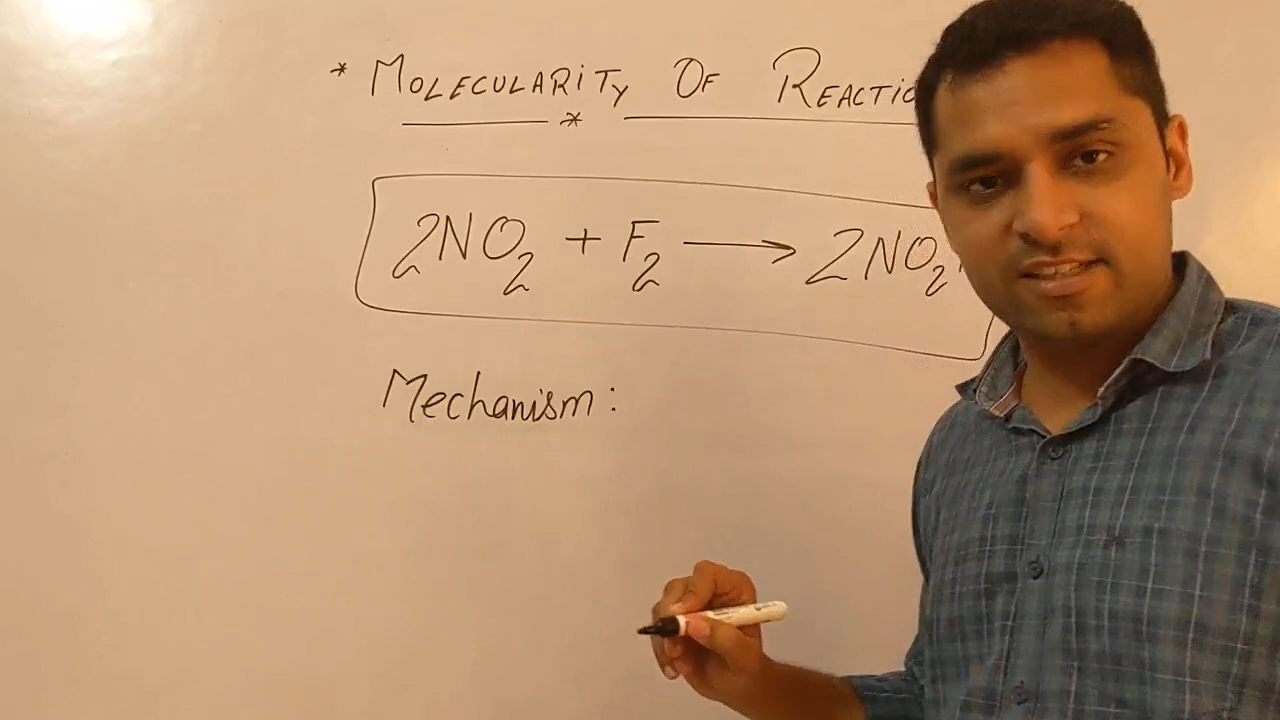 * MOLECULARITY OF REACTIO
*
2NO2 + F2 ⟶ 2NO2
Mechanism: